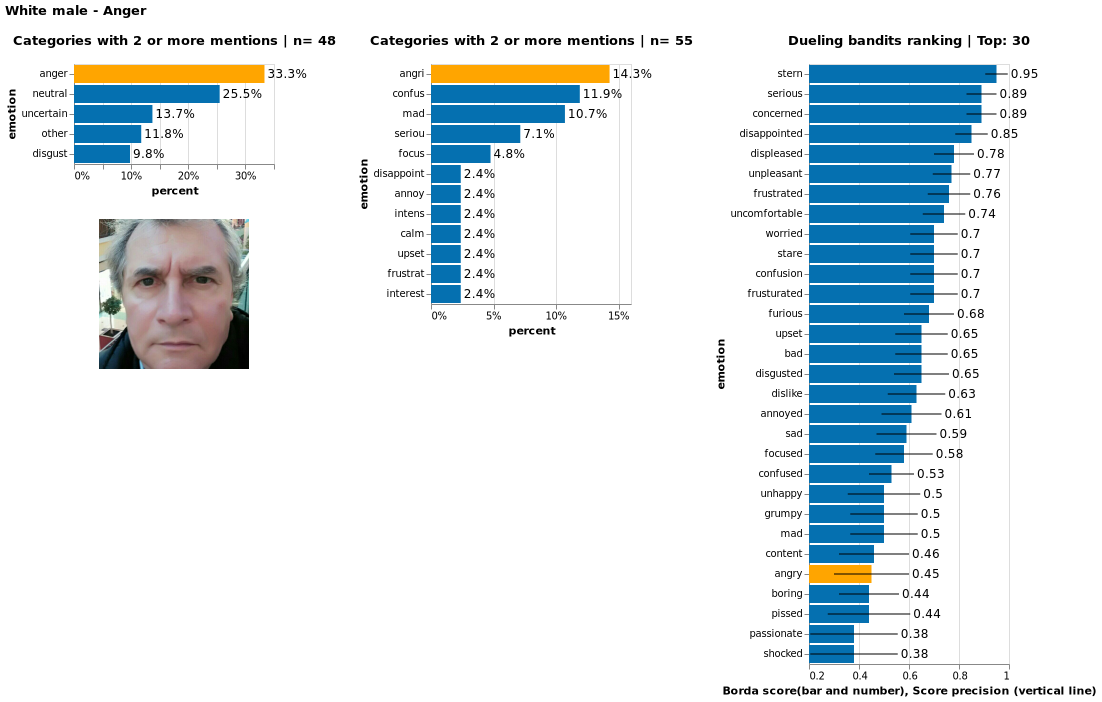 White male - Anger
Categories with 2 or more mentions | n= 48
emotion
anger 33.3%
neutral 25.5%
uncertain 13.7%
other 11.8%
disgust 9.8%
0% 10% 20% 30%
percent
Categories with 2 or more mentions | n= 55
emotion
angri 14.3%
confus 11.9%
mad 10.7%
seriou 7.1%
focus 4.8%
disappoint 2.4%
annoy 2.4%
intens 2.4%
calm 2.4%
upset 2.4%
frustrat 2.4%
interest 2.4%
0% 5% 10% 15%
percent
Dueling bandits ranking | Top: 30
emotion
stern 0.95
serious 0.89
concerned 0.89
disappointed 0.85
displeased 0.78
unpleasant 0.77
frustrated 0.76
uncomfortable 0.74
worried 0.7
stare 0.7
confusion 0.7
frusturated 0.7
furious 0.68
upset 0.65
bad 0.65
disgusted 0.65
dislike 0.63
annoyed 0.61
sad 0.59
focused 0.58
confused 0.53
unhappy 0.5
grumpy 0.5
mad 0.5
content 0.46
angry 0.45
boring 0.44
pissed 0.44
passionate 0.38
shocked 0.38
0.2 0.4 0.6 0.8 1
Borda score(bar and number), Score precision (vertical line)